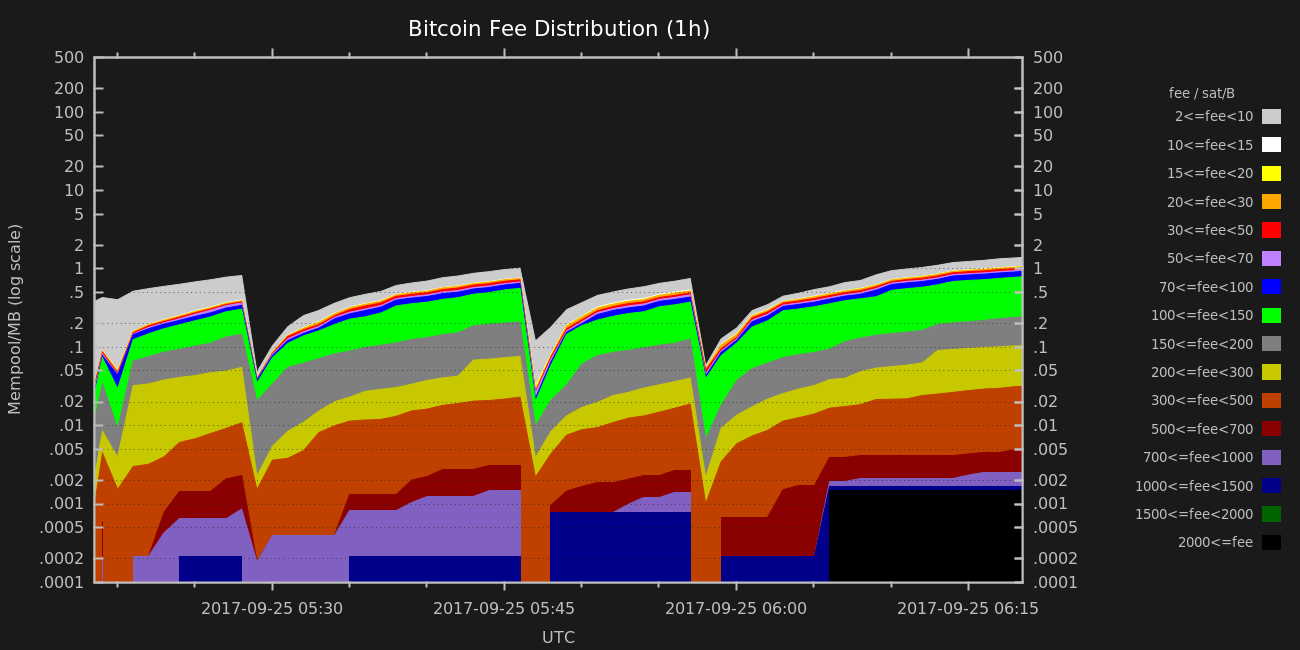 Bitcoin Fee Distribution (1h)
Mempool/MB (log scale)
500
200
100
50
20
10
5
2
1
.5
.2
.1
.05
.02
.01
.005
.002
.001
.0005
.0002
.0001
500
200
100
50
20
10
5
2
1
.5
.2
.1
.05
.02
.01
.005
.002
.001
.0005
.0002
.0001
2017-09-25 05:30
2017-09-25 05:45
2017-09-25 06:00
2017-09-25 06:15
UTC
fee / sat/B
2<=fee<10
10<=fee<15
15<=fee<20
20<=fee<30
30<=fee<50
50<=fee<70
70<=fee<100
100<=fee<150
150<=fee<200
200<=fee<300
300<=fee<500
500<=fee<700
700<=fee<1000
1000<=fee<1500
1500<=fee<2000
2000<=fee